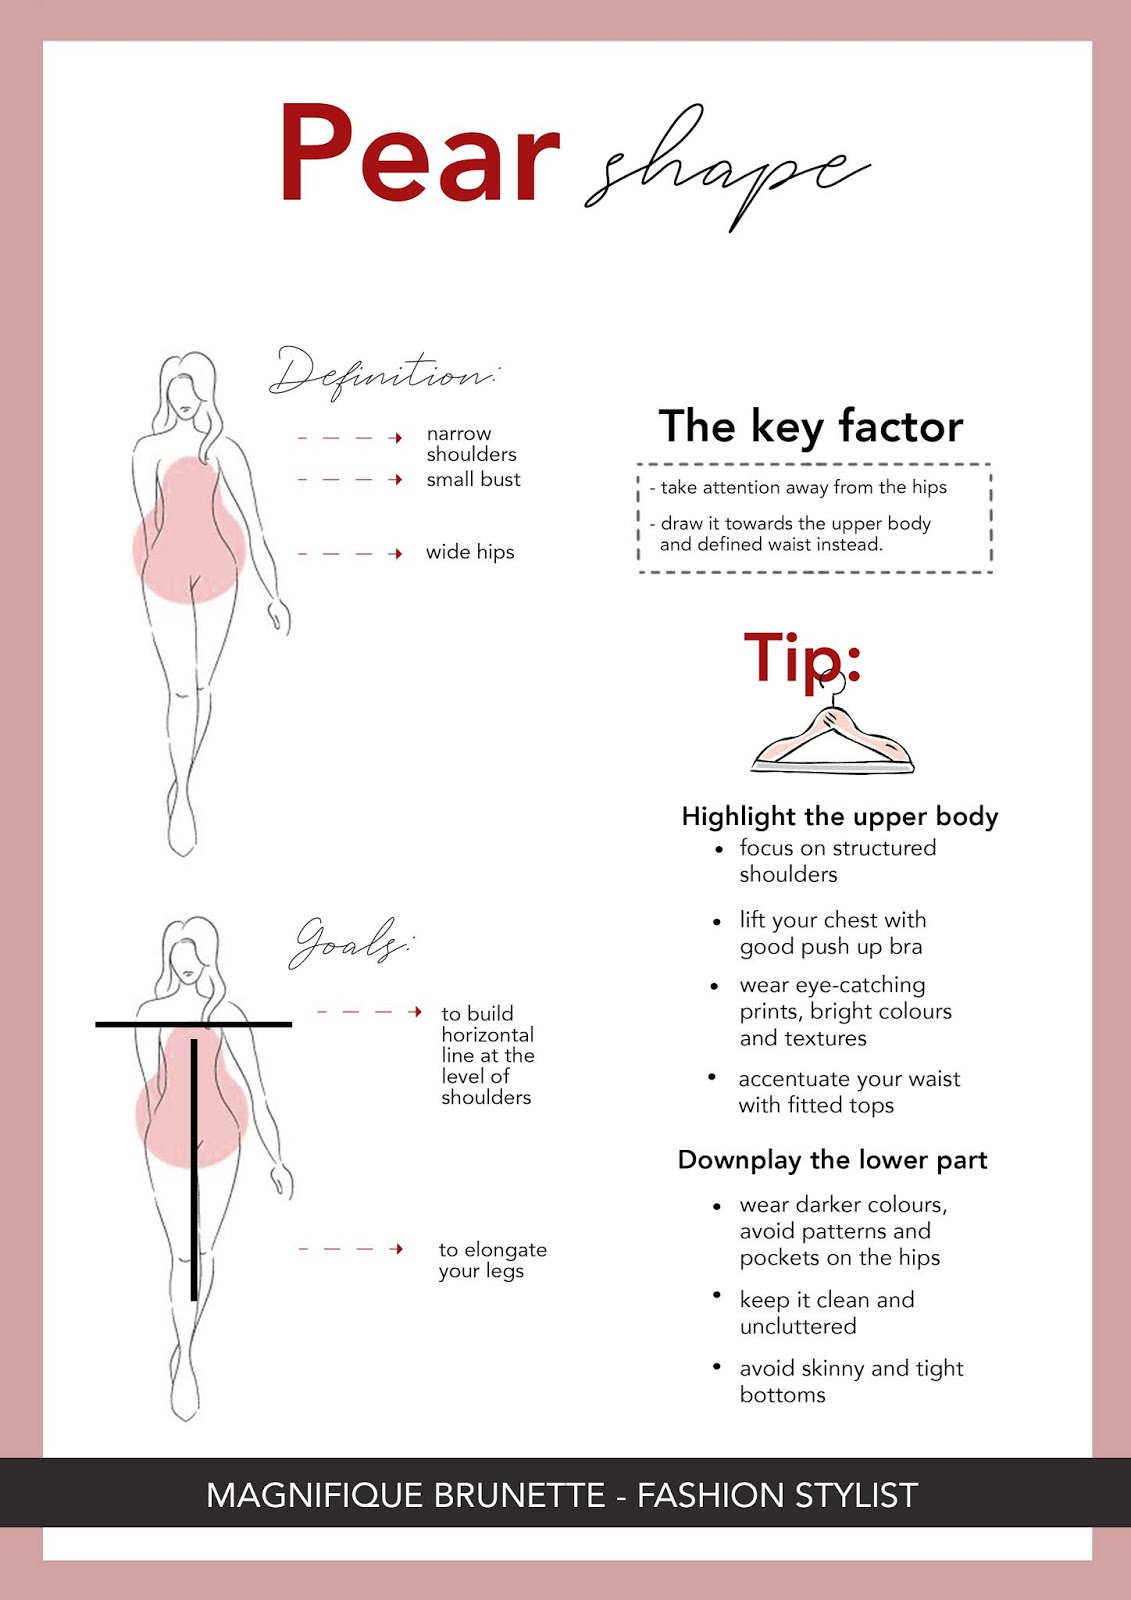 Pear shape
Definition:
narrow
shoulders
small bust
wide hips
The key factor
- take attention away from the hips
- draw it towards the upper body
and defined waist instead.
Tip:
Highlight the upper body
• focus on structured
shoulders
• lift your chest with
good push up bra
• wear eye-catching
prints, bright colours
and textures
• accentuate your waist
with fitted tops
Goals:
to build
horizontal
line at the
level of
shoulders
to elongate
your legs
Downplay the lower part
• wear darker colours,
avoid patterns and
pockets on the hips
• keep it clean and
uncluttered
• avoid skinny and tight
bottoms
MAGNIFIQUE BRUNETTE - FASHION STYLIST